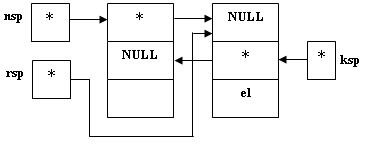 nsp * * NULL
NULL * * ksp
rsp *
el